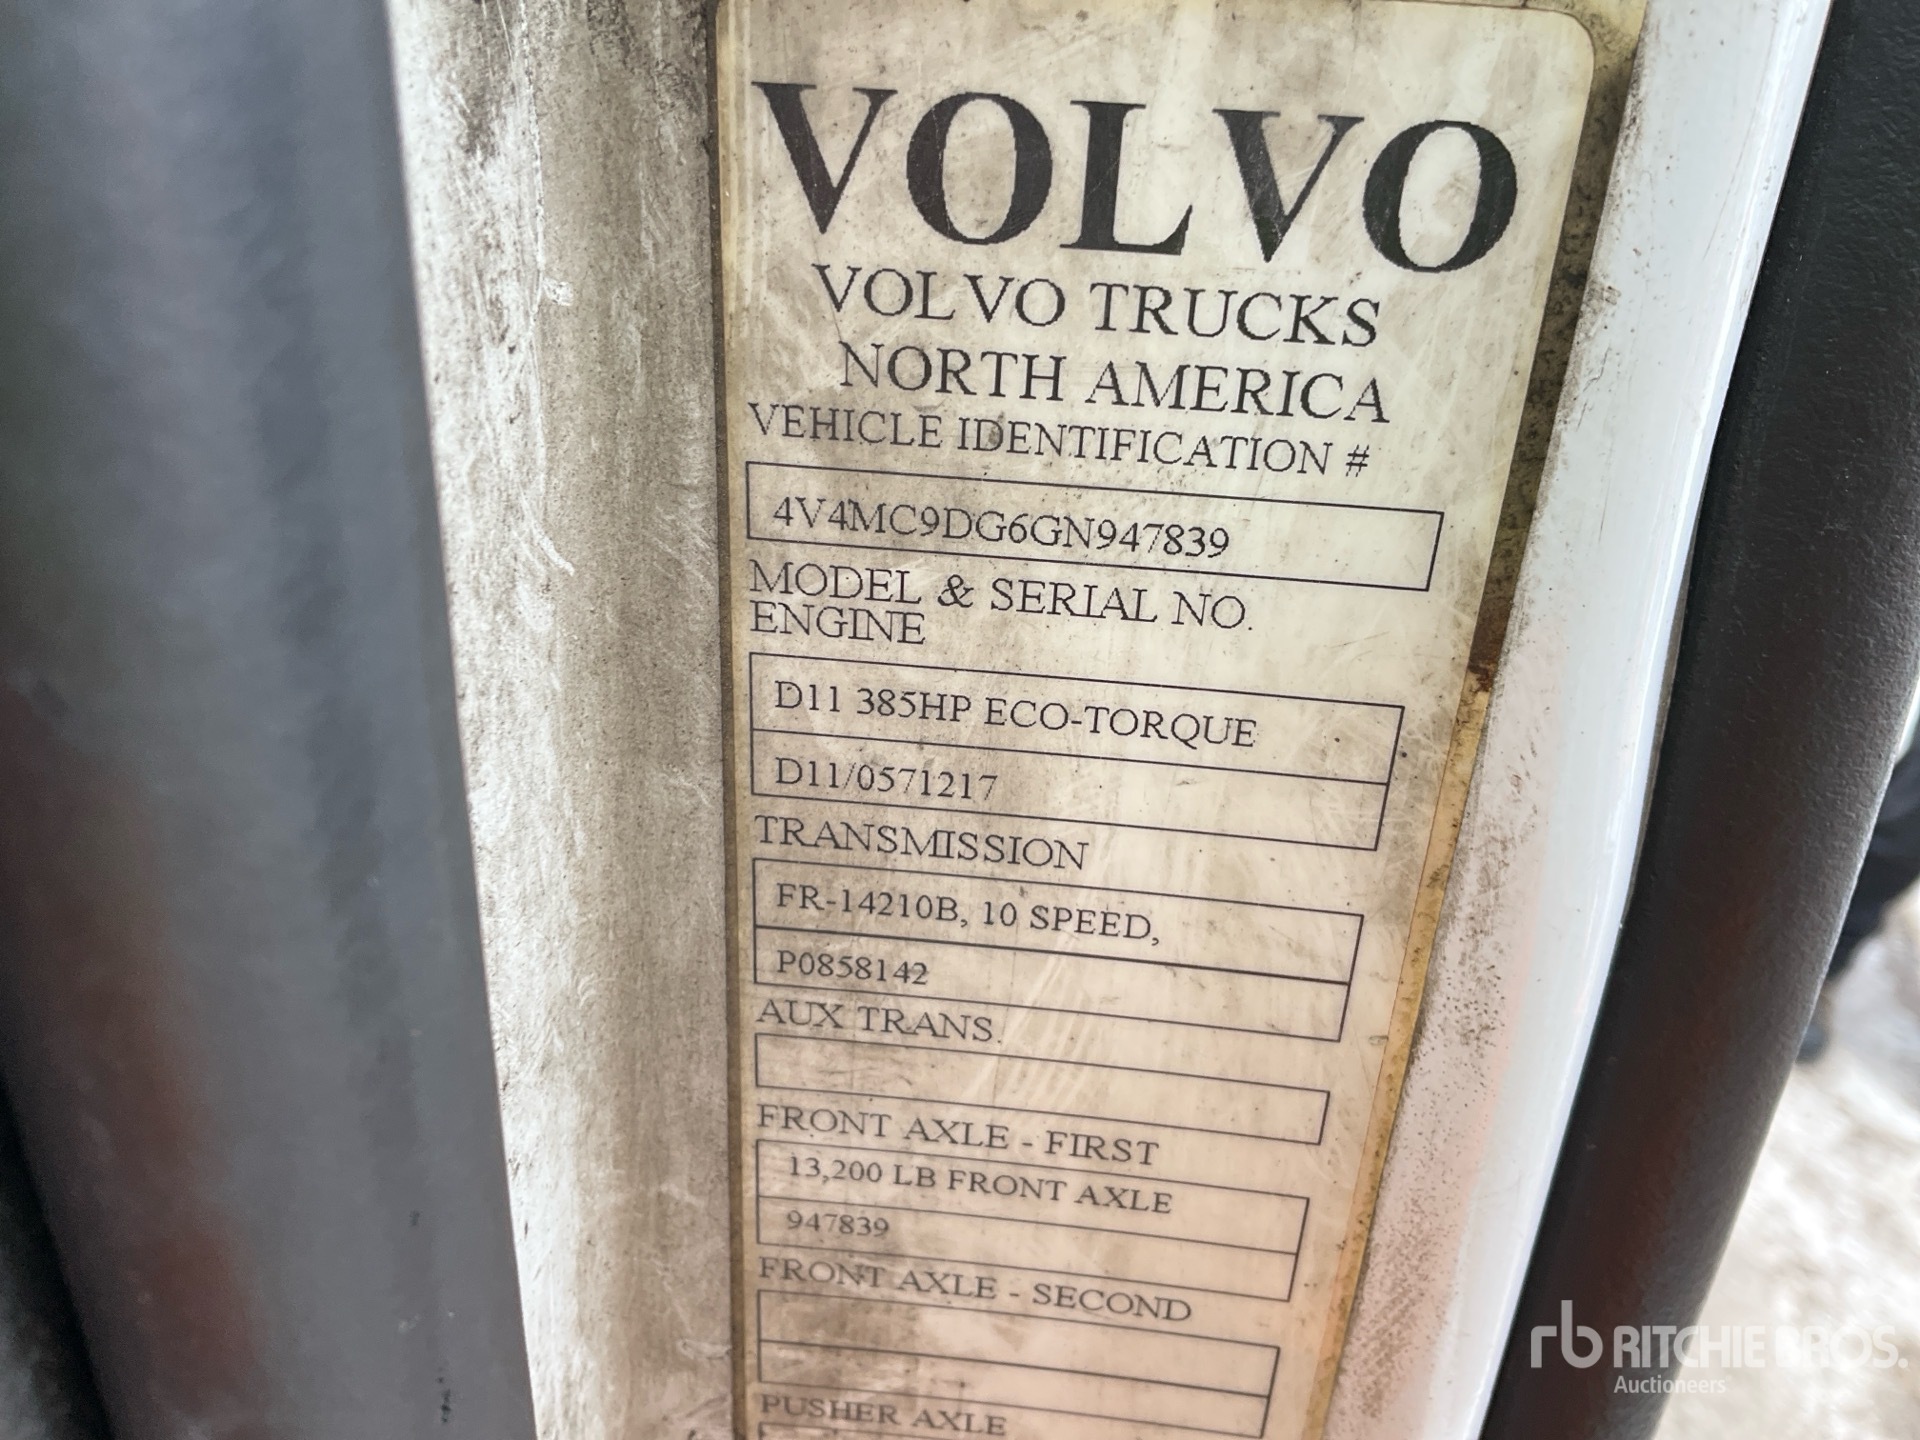 VOLVO
VOLVO TRUCKS
NORTH AMERICA
VEHICLE IDENTIFICATION #
4V4MC9DG6GN947839
MODEL & SERIAL NO.
ENGINE
D11 385HP ECO-TORQUE
D11/0571217
TRANSMISSION
FR-14210B, 10 SPEED,
P0858142
AUX TRANS.
FRONT AXLE - FIRST
13,200 LB FRONT AXLE
947839
FRONT AXLE - SECOND
PUSHER AXLE
rb RITCHIE BROS.
Auctioneers